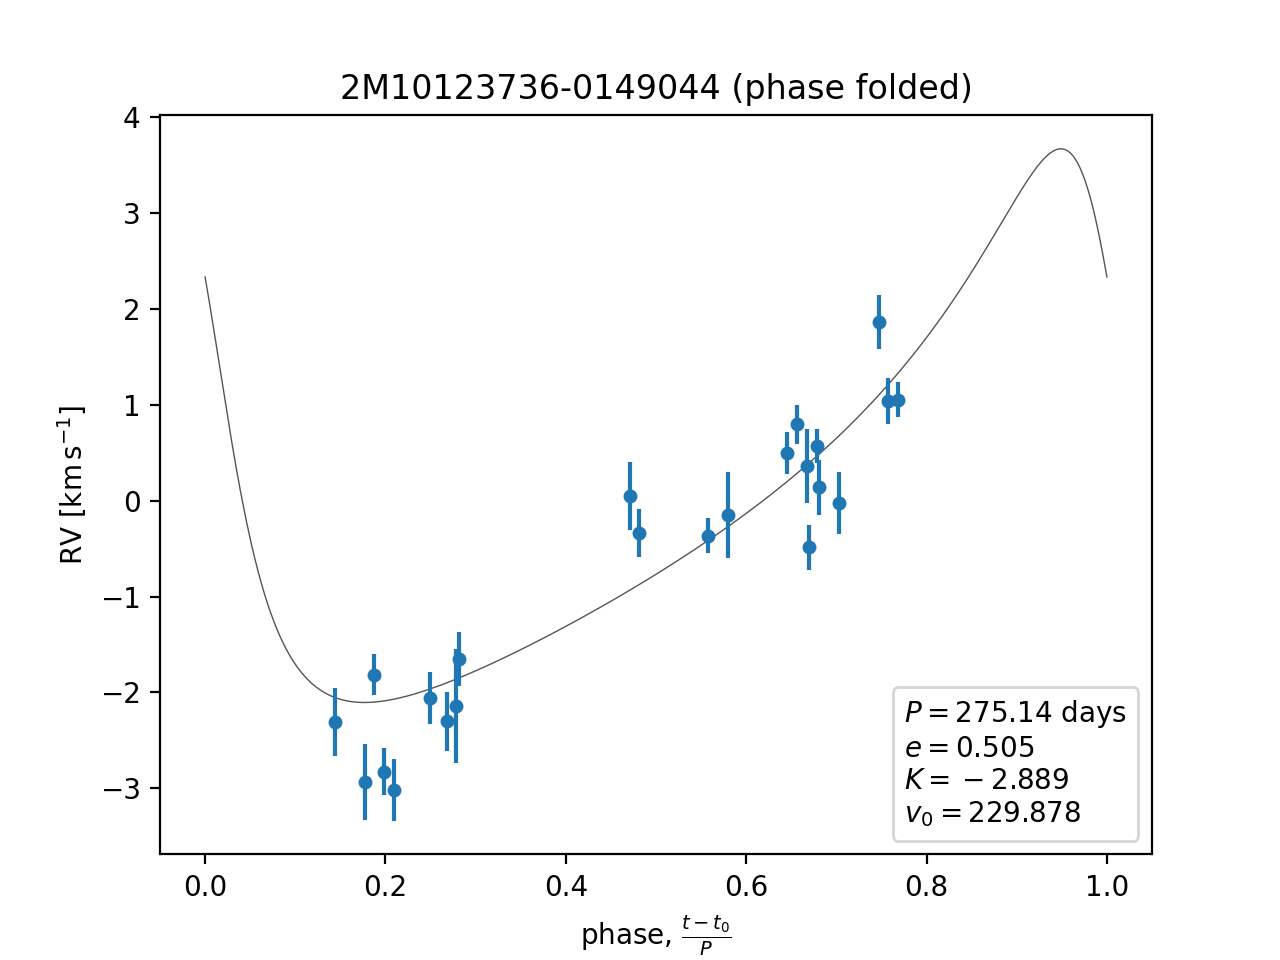 2M10123736-0149044 (phase folded)
4
3
2
1
0
−1
−2
−3
RV [km s⁻¹]
P = 275.14 days
e = 0.505
K = −2.889
v₀ = 229.878
0.0 0.2 0.4 0.6 0.8 1.0
phase, (t − t₀)/P